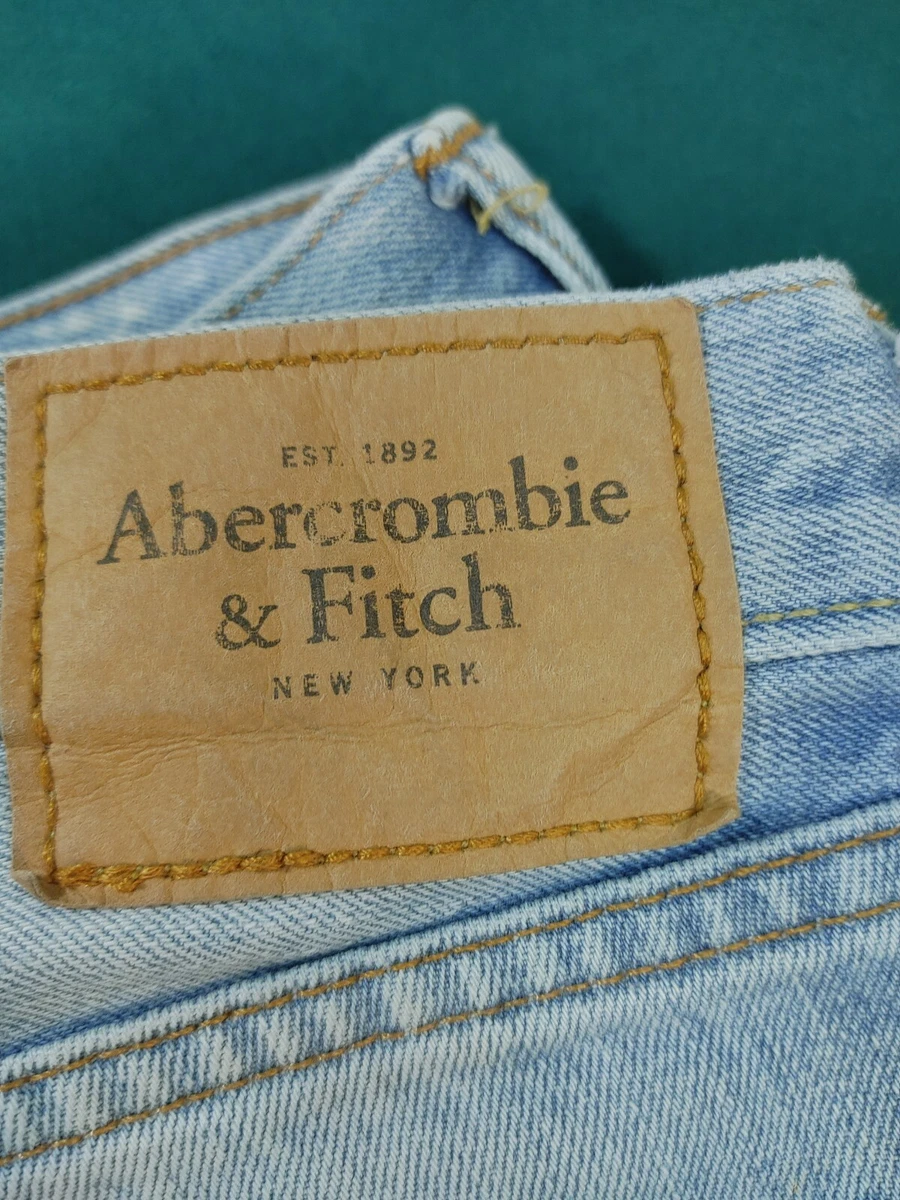 EST. 1892
Abercrombie
& Fitch
NEW YORK